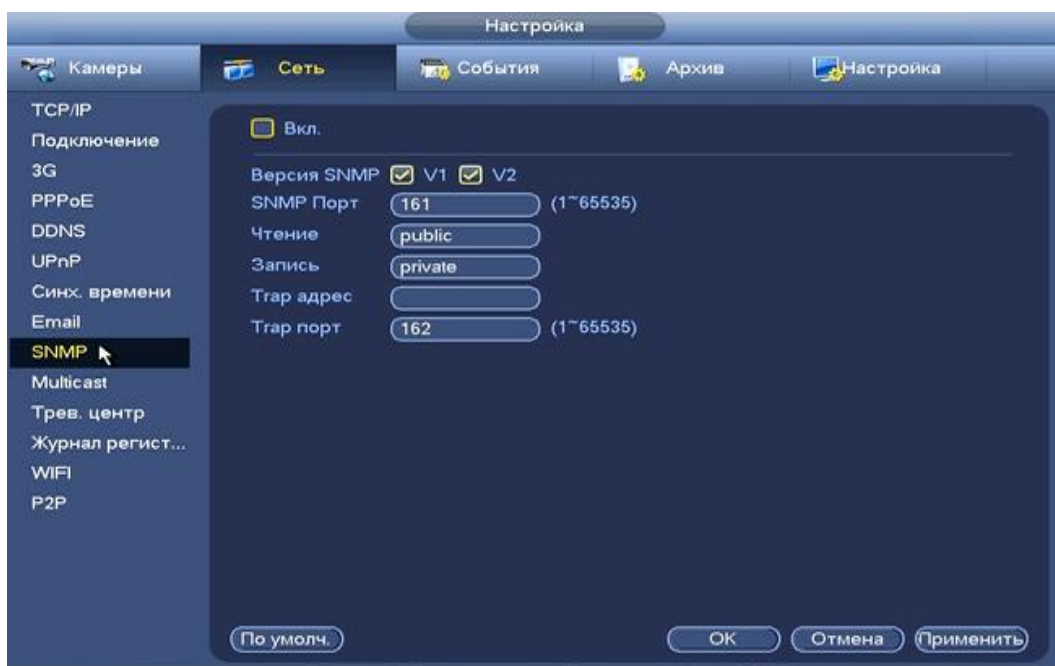 Настройка
Камеры Сеть События Архив Настройка
TCP/IP
Подключение
3G
PPPoE
DDNS
UPnP
Синх. времени
Email
SNMP
Multicast
Трев. центр
Журнал регист...
WIFI
P2P
Вкл.
Версия SNMP V1 V2
SNMP Порт 161 (1~65535)
Чтение public
Запись private
Trap адрес
Trap порт 162 (1~65535)
По умолч. OK Отмена Применить